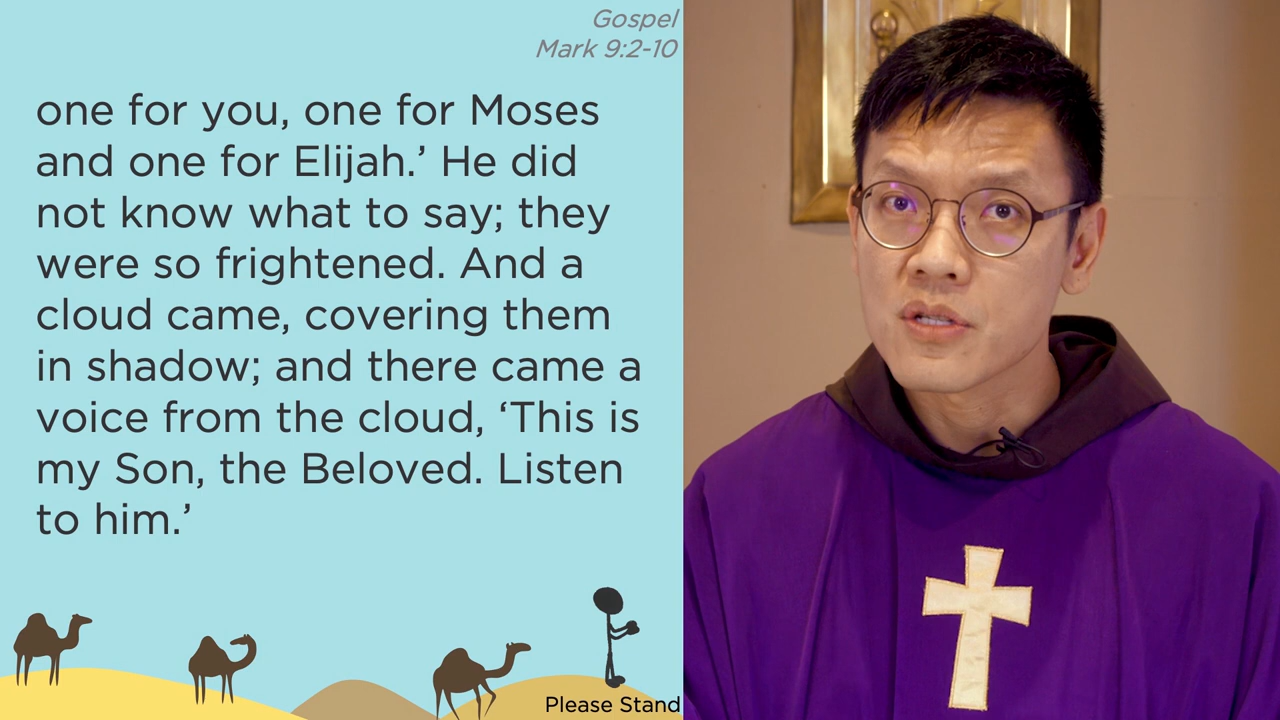 Gospel
Mark 9:2-10
one for you, one for Moses
and one for Elijah.’ He did
not know what to say; they
were so frightened. And a
cloud came, covering them
in shadow; and there came a
voice from the cloud, ‘This is
my Son, the Beloved. Listen
to him.’
Please Stand